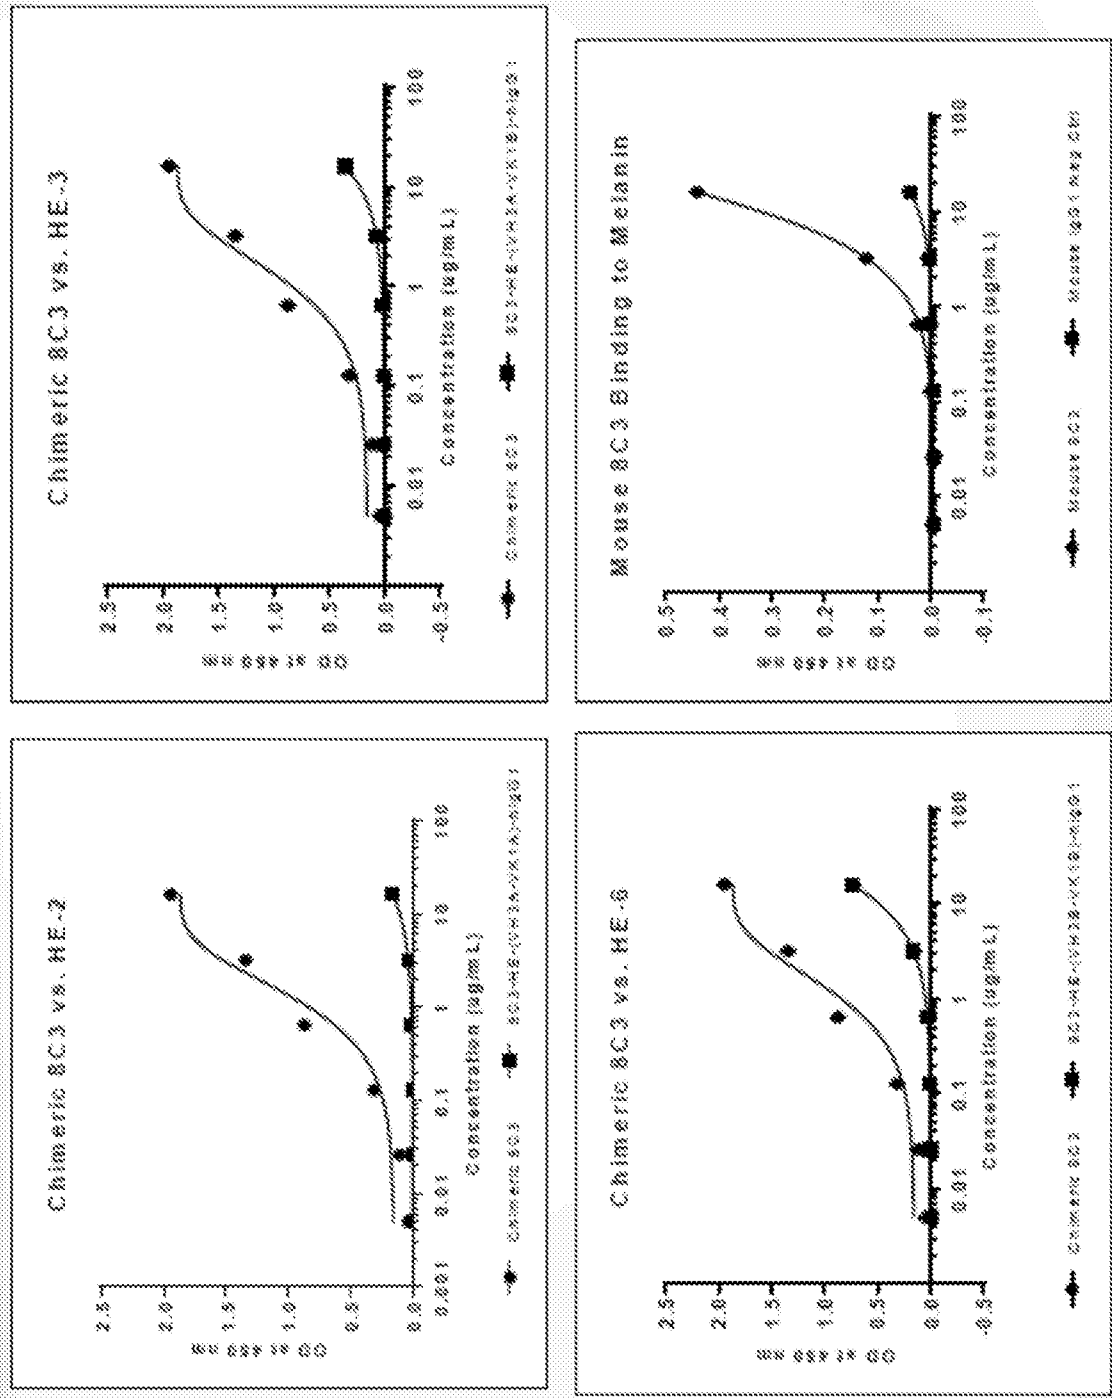 Chimeric 8C3 vs. HE-2
2.5
2.0
1.5
1.0
0.5
0.0
OD at 450 nm
0.001
0.01
0.1
1
10
100
Concentration (ug/mL)
Chimeric 8C3
Chimeric 8C3 vs. HE-3
2.5
2.0
1.5
1.0
0.5
0.0
-0.5
OD at 450 nm
0.01
0.1
1
10
100
Concentration (ug/mL)
Chimeric 8C3
Chimeric 8C3 vs. HE-6
2.5
2.0
1.5
1.0
0.5
0.0
-0.5
OD at 450 nm
0.01
0.1
1
10
100
Concentration (ug/mL)
Chimeric 8C3
Mouse 8C3 Binding to Melanin
0.5
0.4
0.3
0.2
0.1
0.0
-0.1
OD at 450 nm
0.01
0.1
1
10
100
Concentration (ug/mL)
Mouse 8C3
Mouse IgG1